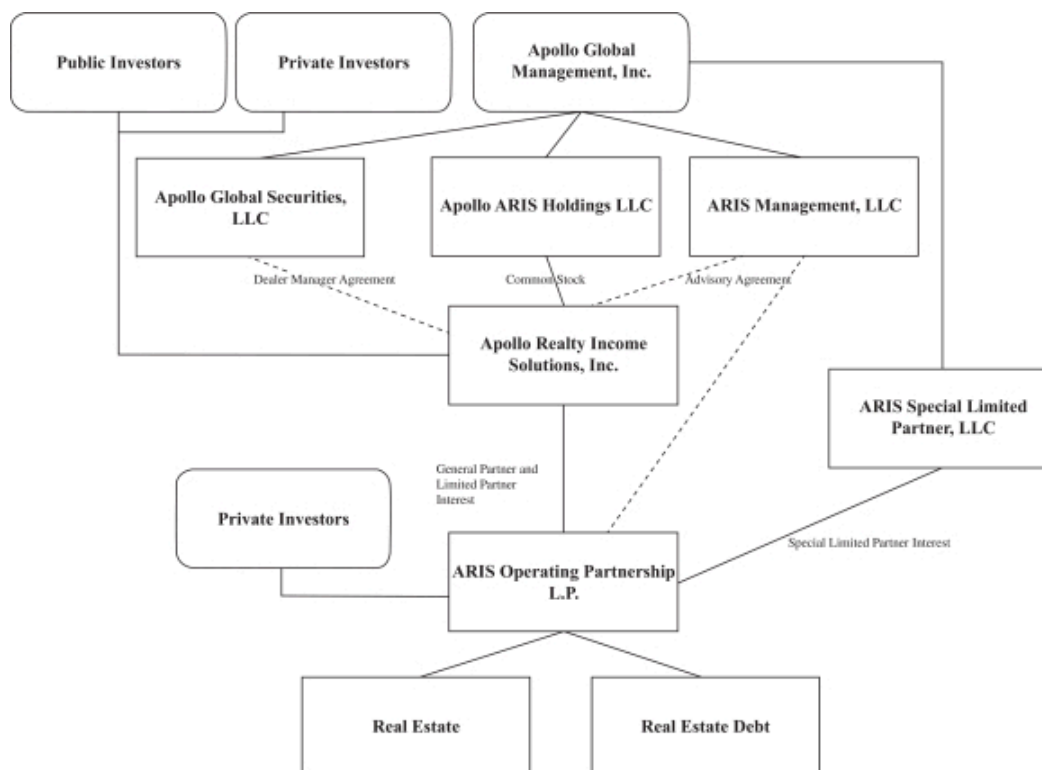 Public Investors
Private Investors
Apollo Global
Management, Inc.
Apollo Global Securities,
LLC
Apollo ARIS Holdings LLC
ARIS Management, LLC
Dealer Manager Agreement
Common Stock
Advisory Agreement
Apollo Realty Income
Solutions, Inc.
ARIS Special Limited
Partner, LLC
General Partner and
Limited Partner
Interest
Private Investors
Special Limited Partner Interest
ARIS Operating Partnership
L.P.
Real Estate
Real Estate Debt